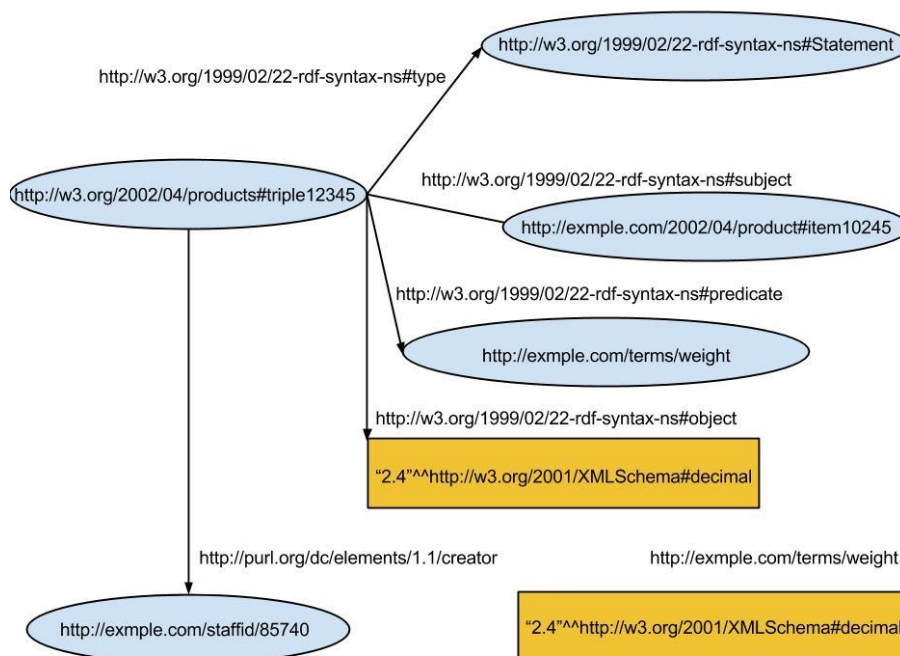 http://w3.org/1999/02/22-rdf-syntax-ns#Statement
http://w3.org/1999/02/22-rdf-syntax-ns#type
http://w3.org/1999/02/22-rdf-syntax-ns#subject
http://w3.org/2002/04/products#triple12345
http://exmple.com/2002/04/product#item10245
http://w3.org/1999/02/22-rdf-syntax-ns#predicate
http://exmple.com/terms/weight
http://w3.org/1999/02/22-rdf-syntax-ns#object
“2.4”^^http://w3.org/2001/XMLSchema#decimal
http://purl.org/dc/elements/1.1/creator
http://exmple.com/terms/weight
http://exmple.com/staffid/85740
“2.4”^^http://w3.org/2001/XMLSchema#decimal